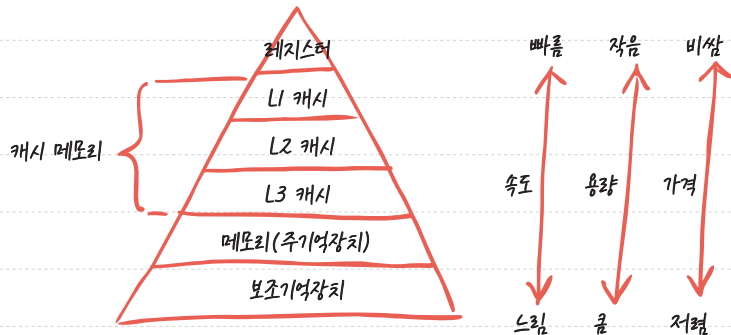 레지스터
L1 캐시
L2 캐시
L3 캐시
메모리(주기억장치)
보조기억장치
캐시 메모리
빠름 작음 비쌈
속도 용량 가격
느림 큼 저렴